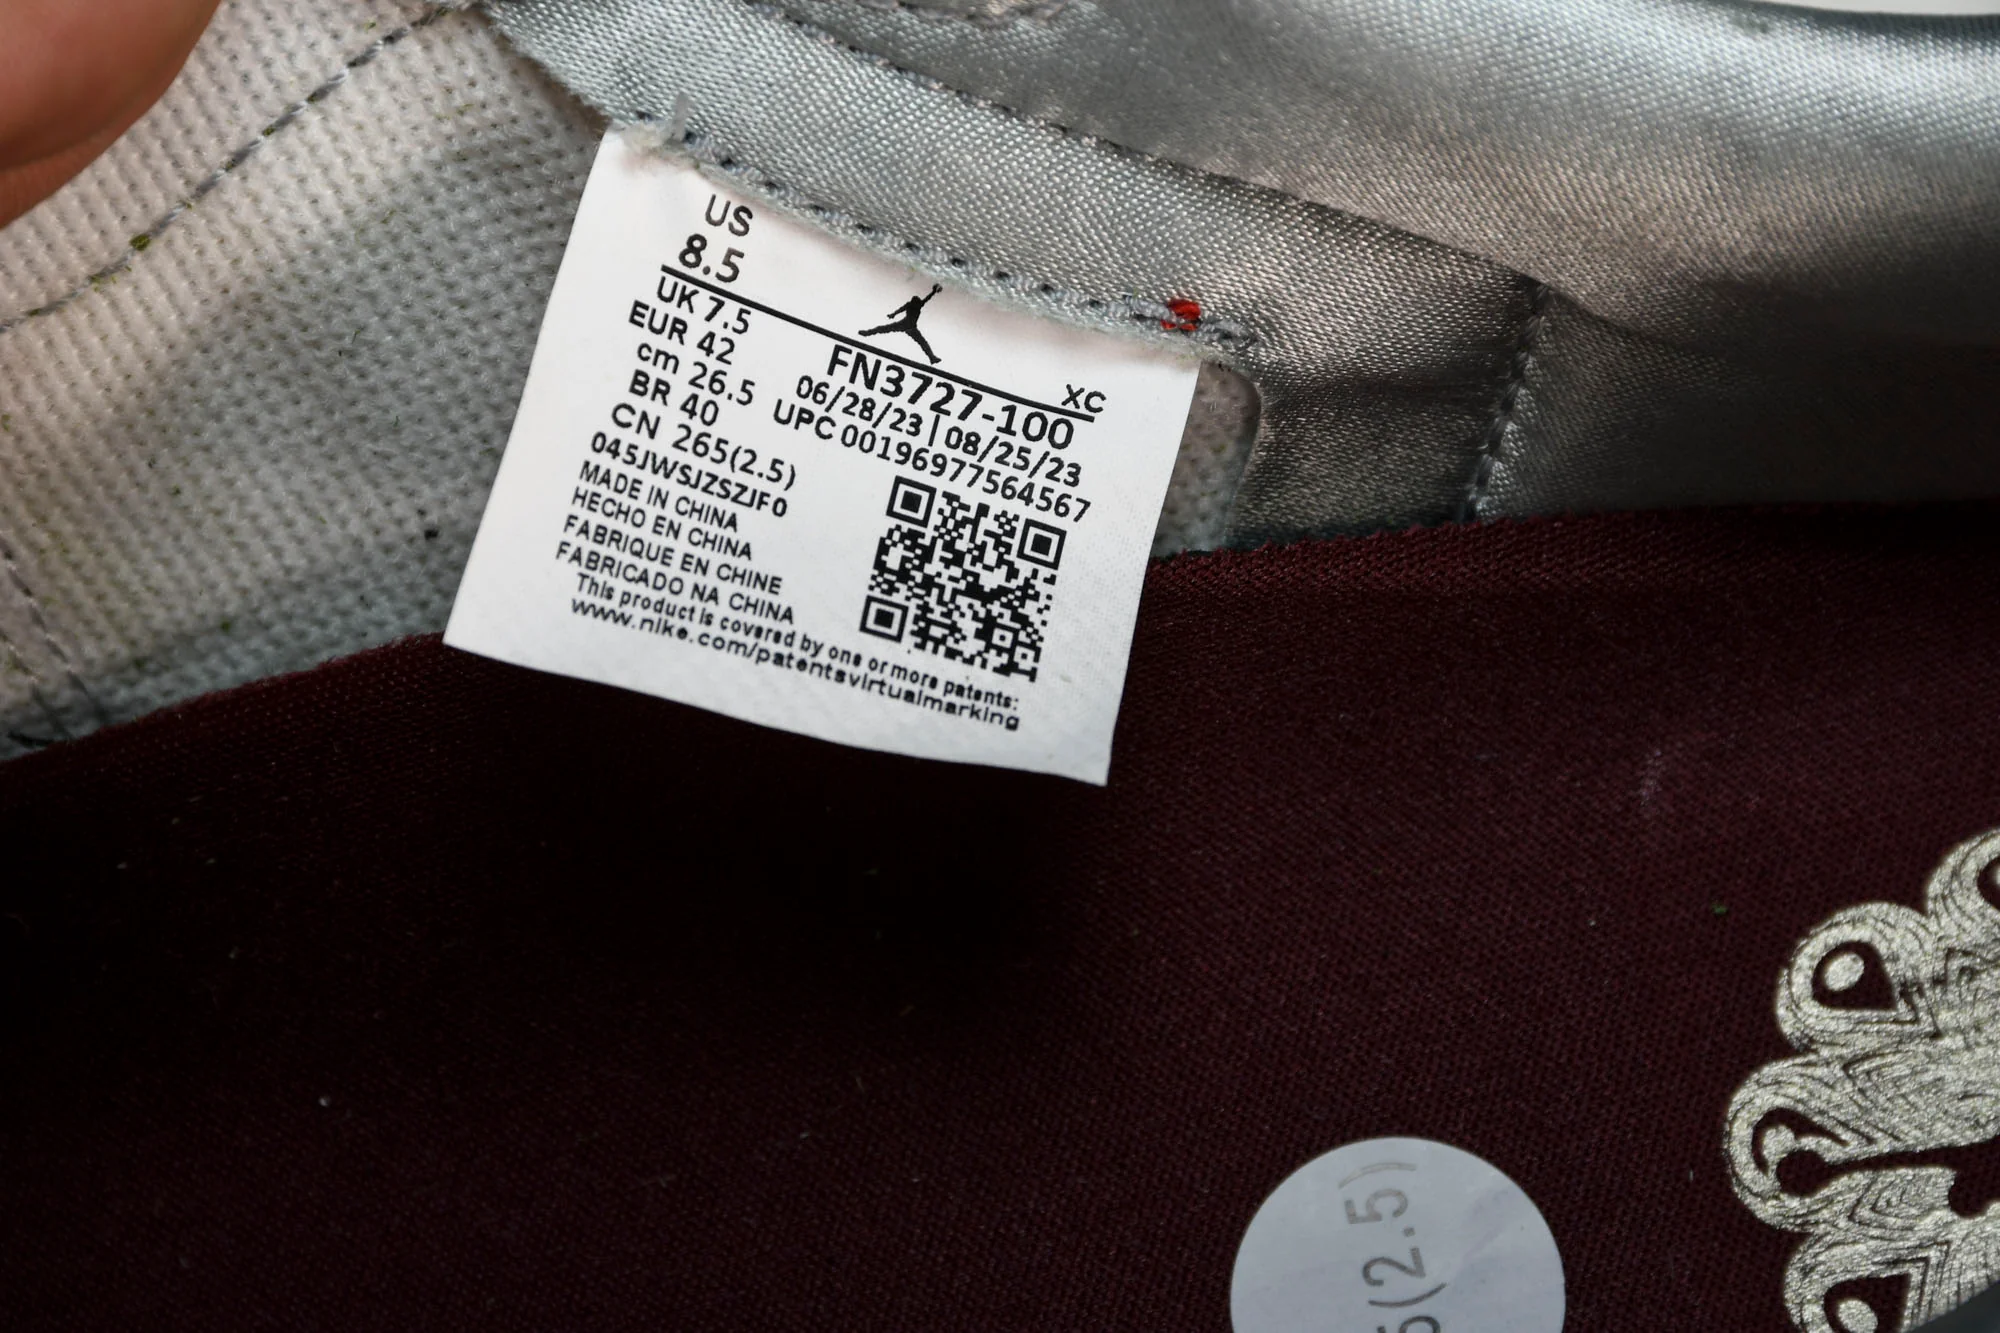 US
8.5
UK 7.5
EUR 42
cm 26.5
BR 40
CN 265(2.5)
045JWSJZSZJF0
MADE IN CHINA
HECHO EN CHINA
FABRIQUE EN CHINE
FABRICADO NA CHINA
XC
FN3727-100
06/28/23 | 08/25/23
UPC 00196977564567
This product is covered by one or more patents:
www.nike.com/patentsvirtualmarking
(2.5)